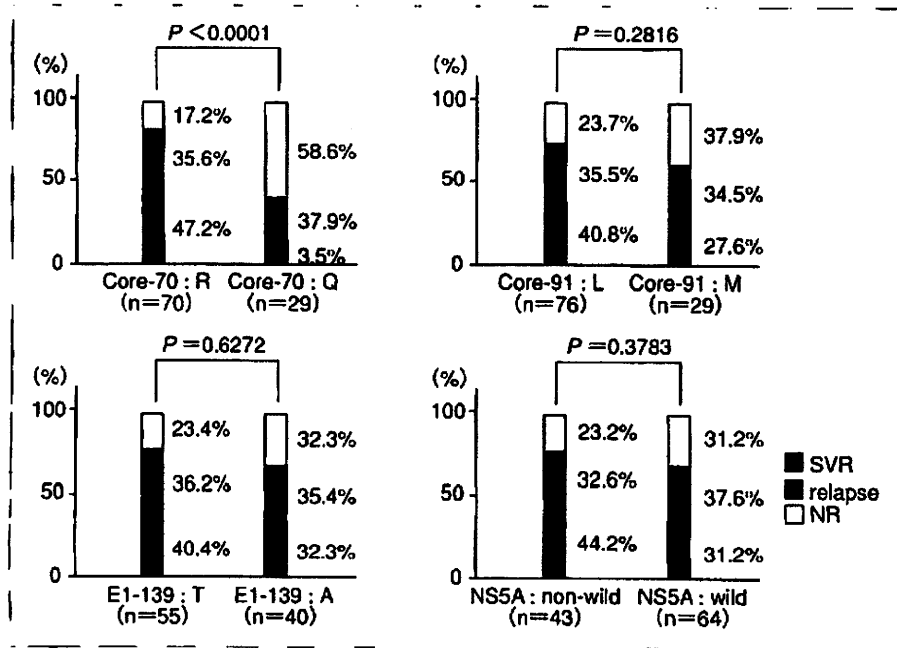 P<0.0001
(%)
100
50
0
17.2%
35.6%
47.2%
58.6%
37.9%
3.5%
Core-70 : R Core-70 : Q
(n=70) (n=29)
P=0.2816
(%)
100
50
0
23.7%
35.5%
40.8%
37.9%
34.5%
27.6%
Core-91 : L Core-91 : M
(n=76) (n=29)
P=0.6272
(%)
100
50
0
23.4%
36.2%
40.4%
32.3%
35.4%
32.3%
E1-139 : T E1-139 : A
(n=55) (n=40)
P=0.3783
(%)
100
50
0
23.2%
32.6%
44.2%
31.2%
37.6%
31.2%
NS5A : non-wild NS5A : wild
(n=43) (n=64)
SVR
relapse
NR